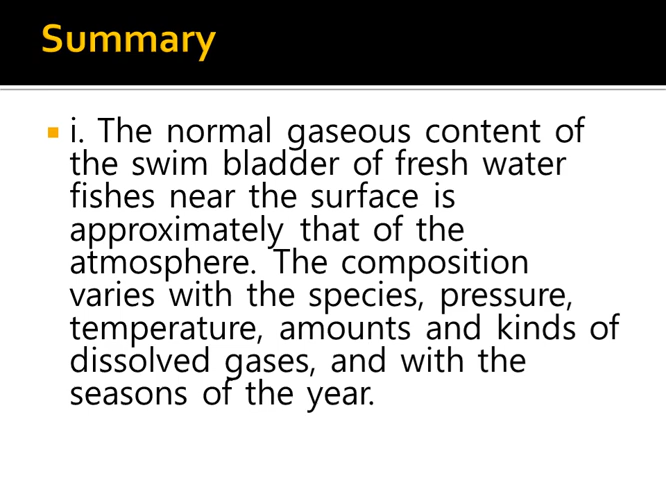 Summary
i. The normal gaseous content of
the swim bladder of fresh water
fishes near the surface is
approximately that of the
atmosphere. The composition
varies with the species, pressure,
temperature, amounts and kinds of
dissolved gases, and with the
seasons of the year.